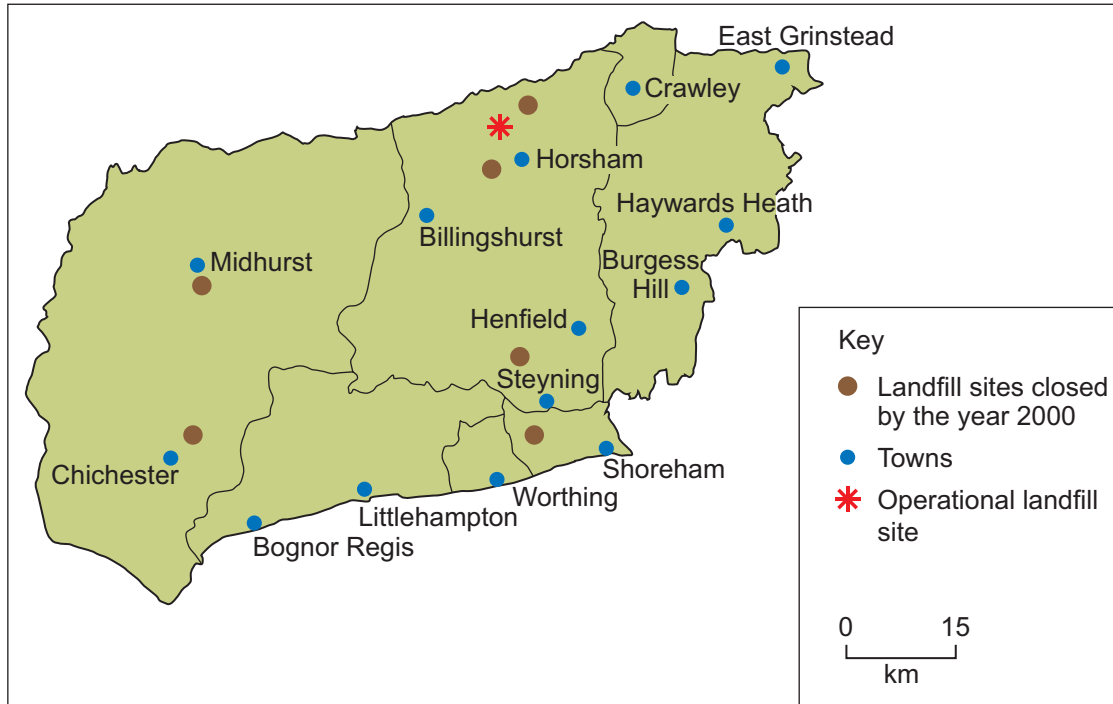 East Grinstead
Crawley
Horsham
Haywards Heath
Billingshurst
Midhurst
Burgess
Hill
Henfield
Steyning
Chichester
Shoreham
Worthing
Littlehampton
Bognor Regis
Key
Landfill sites closed
by the year 2000
Towns
Operational landfill
site
0 15
km